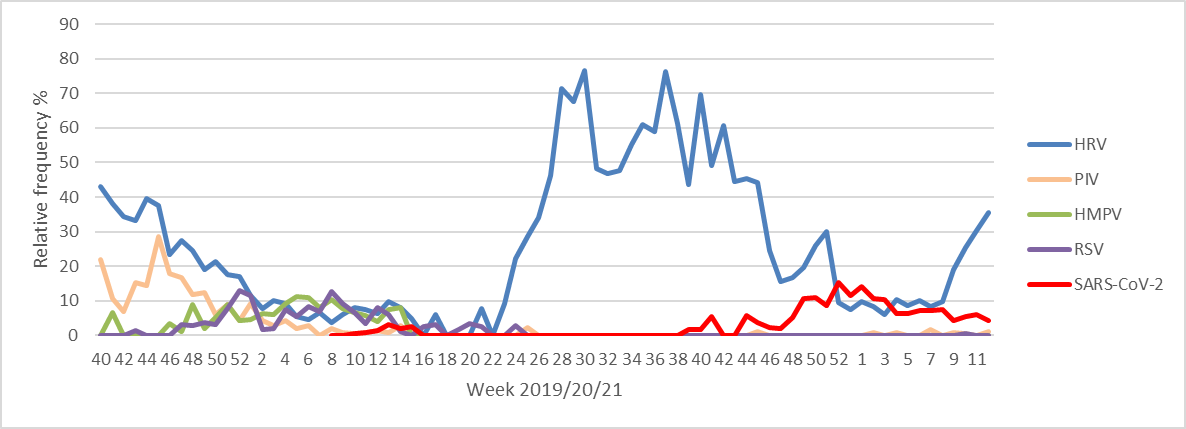 90
80
70
60
50
40
30
20
10
0
Relative frequency %
40 42 44 46 48 50 52 2 4 6 8 10 12 14 16 18 20 22 24 26 28 30 32 34 36 38 40 42 44 46 48 50 52 1 3 5 7 9 11
Week 2019/20/21
HRV
PIV
HMPV
RSV
SARS-CoV-2